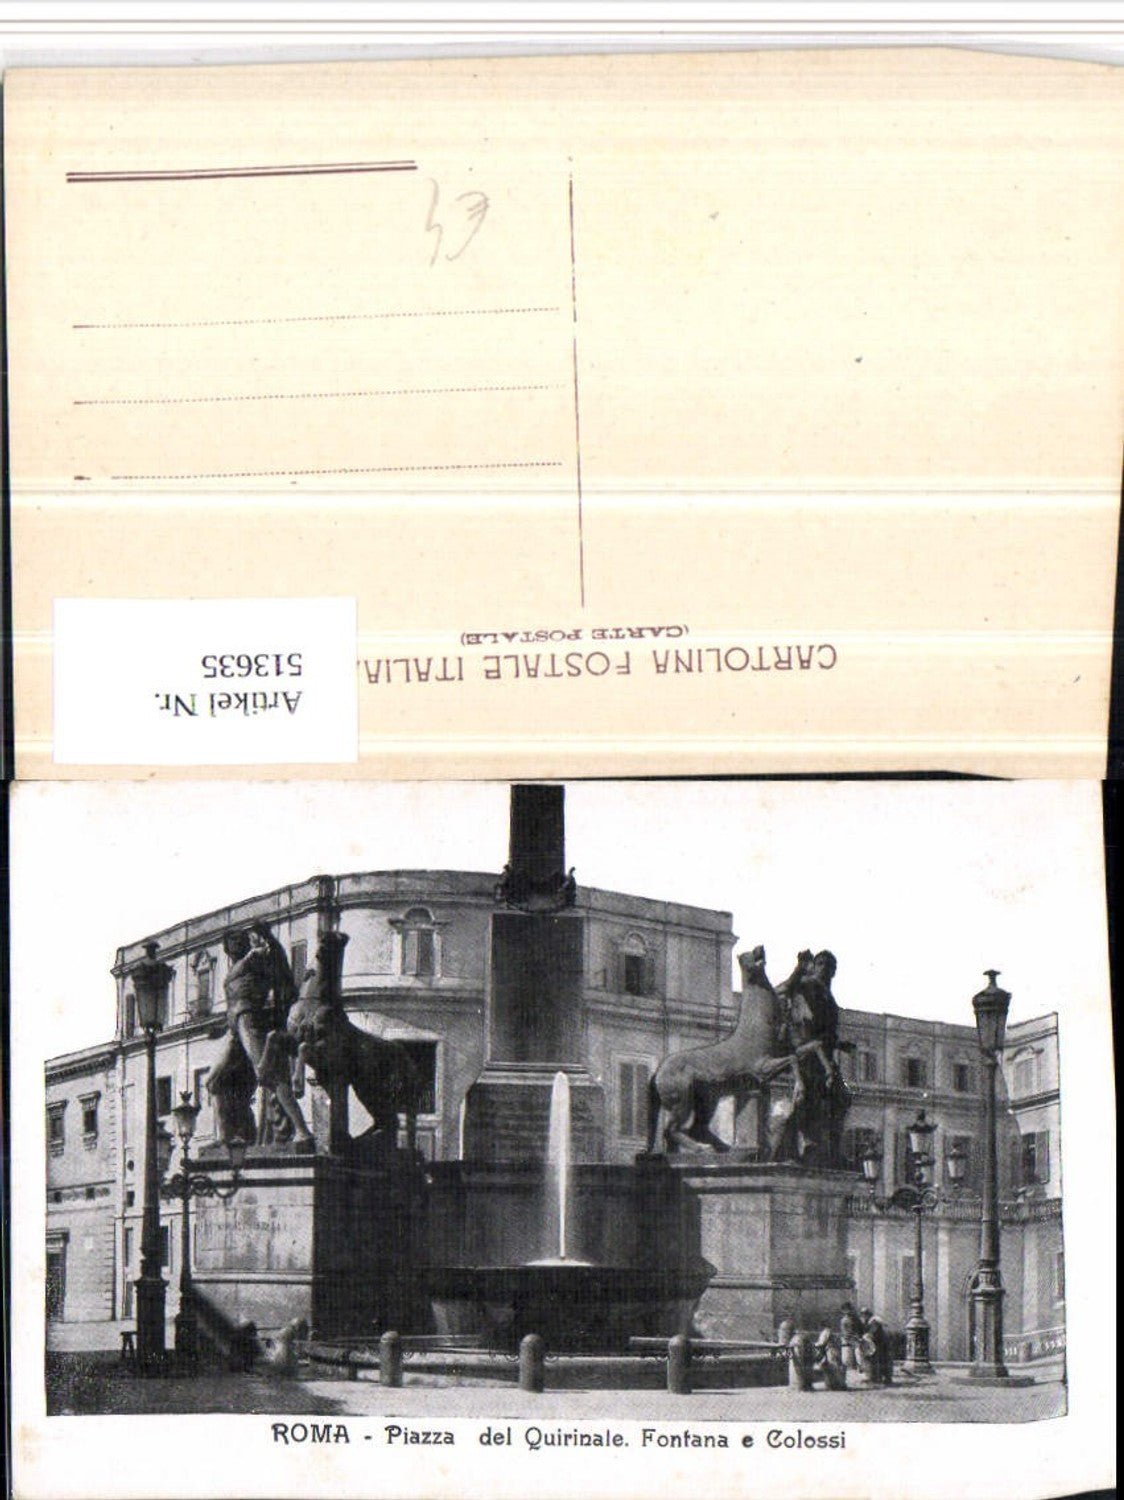 CARTOLINA POSTALE ITALIA
(CARTE POSTALE)
Artikel Nr.
513635
ROMA - Piazza del Quirinale. Fontana e Colossi